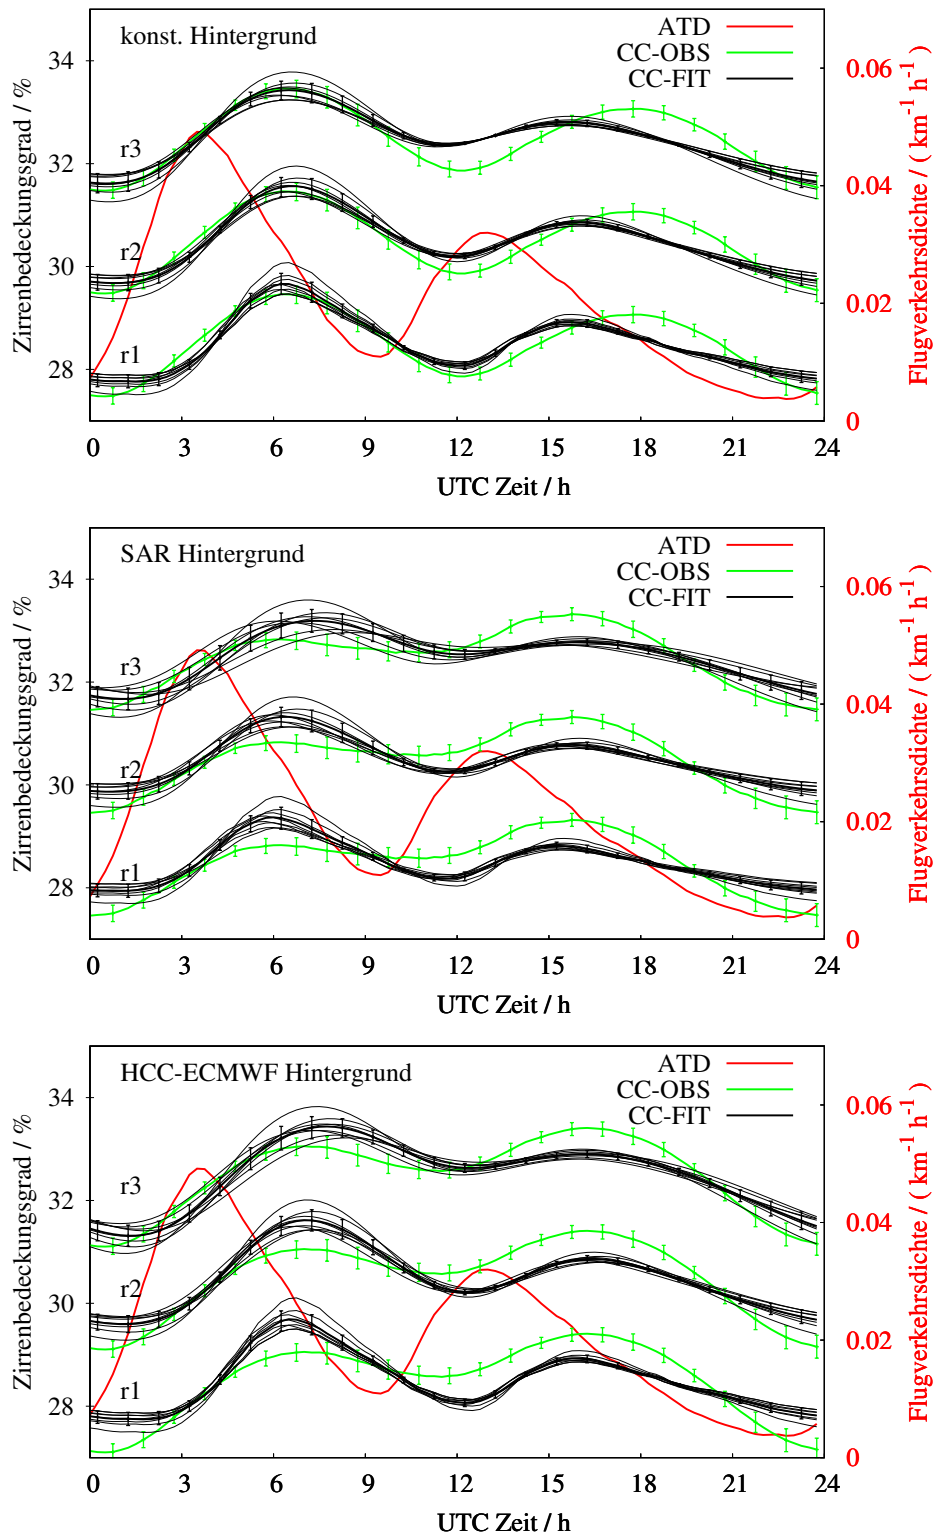 konst. Hintergrund
ATD
CC-OBS
CC-FIT
34
32
30
28
r3
r2
r1
0.06
0.04
0.02
0
0 3 6 9 12 15 18 21 24
UTC Zeit / h
Zirrenbedeckungsgrad / %
Flugverkehrsdichte / ( km⁻¹ h⁻¹ )
SAR Hintergrund
ATD
CC-OBS
CC-FIT
34
32
30
28
r3
r2
r1
0.06
0.04
0.02
0
0 3 6 9 12 15 18 21 24
UTC Zeit / h
Zirrenbedeckungsgrad / %
Flugverkehrsdichte / ( km⁻¹ h⁻¹ )
HCC-ECMWF Hintergrund
ATD
CC-OBS
CC-FIT
34
32
30
28
r3
r2
r1
0.06
0.04
0.02
0
0 3 6 9 12 15 18 21 24
UTC Zeit / h
Zirrenbedeckungsgrad / %
Flugverkehrsdichte / ( km⁻¹ h⁻¹ )